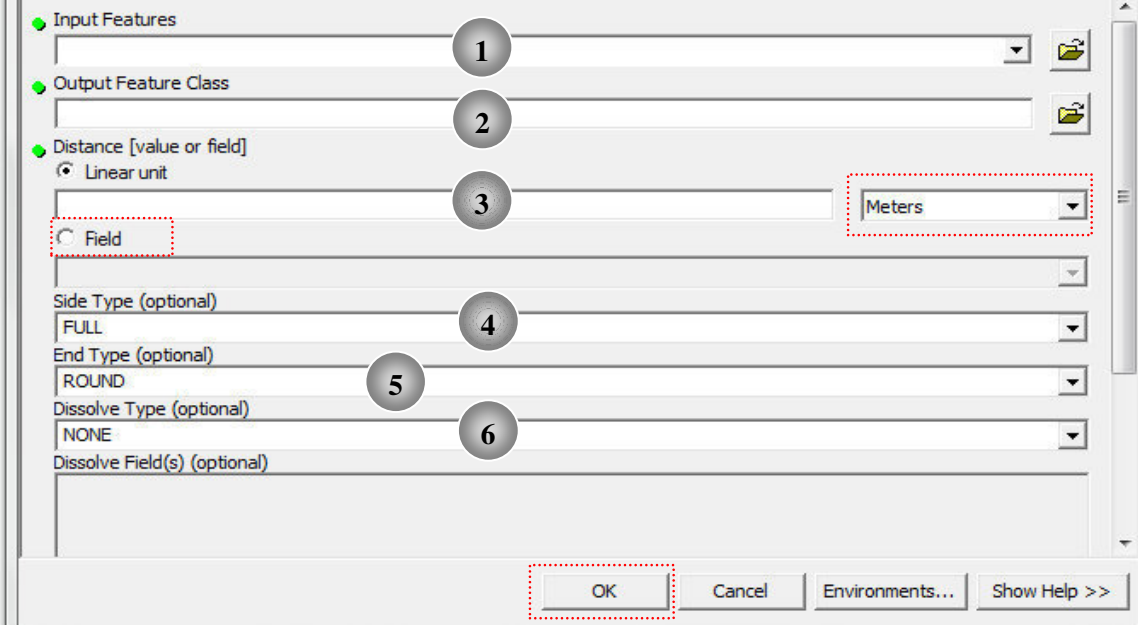 Input Features
1
Output Feature Class
2
Distance [value or field]
Linear unit
3
Meters
Field
Side Type (optional)
FULL
4
End Type (optional)
ROUND
5
Dissolve Type (optional)
NONE
6
Dissolve Field(s) (optional)
OK Cancel Environments... Show Help >>